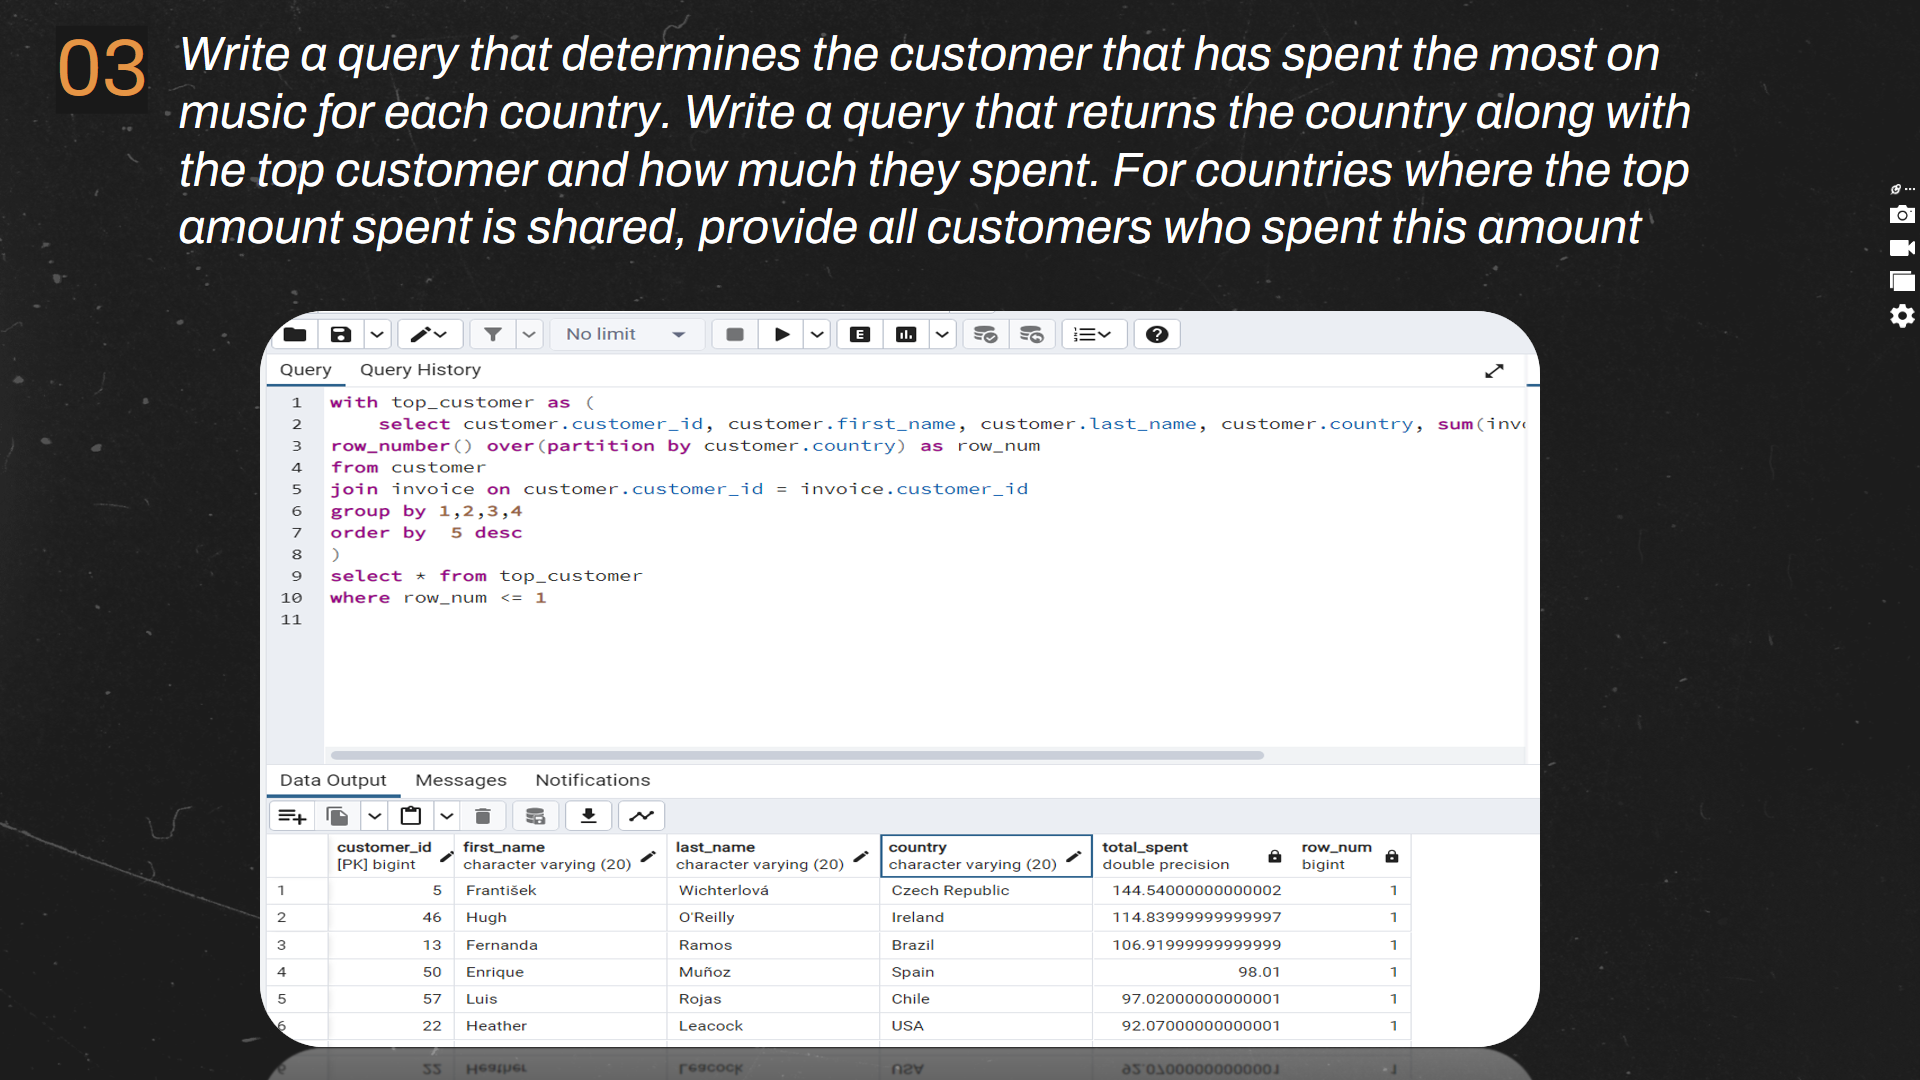 03
Write a query that determines the customer that has spent the most on
music for each country. Write a query that returns the country along with
the top customer and how much they spent. For countries where the top
amount spent is shared, provide all customers who spent this amount
No limit
E
Query Query History
1 with top_customer as (
2 select customer.customer_id, customer.first_name, customer.last_name, customer.country, sum(invo
3 row_number() over(partition by customer.country) as row_num
4 from customer
5 join invoice on customer.customer_id = invoice.customer_id
6 group by 1,2,3,4
7 order by 5 desc
8 )
9 select * from top_customer
10 where row_num <= 1
11
Data Output Messages Notifications
customer_id first_name last_name country total_spent row_num
[PK] bigint character varying (20) character varying (20) character varying (20) double precision bigint
1 5 František Wichterlová Czech Republic 144.54000000000002 1
2 46 Hugh O'Reilly Ireland 114.83999999999997 1
3 13 Fernanda Ramos Brazil 106.91999999999999 1
4 50 Enrique Muñoz Spain 98.01 1
5 57 Luis Rojas Chile 97.02000000000001 1
6 22 Heather Leacock USA 92.07000000000001 1